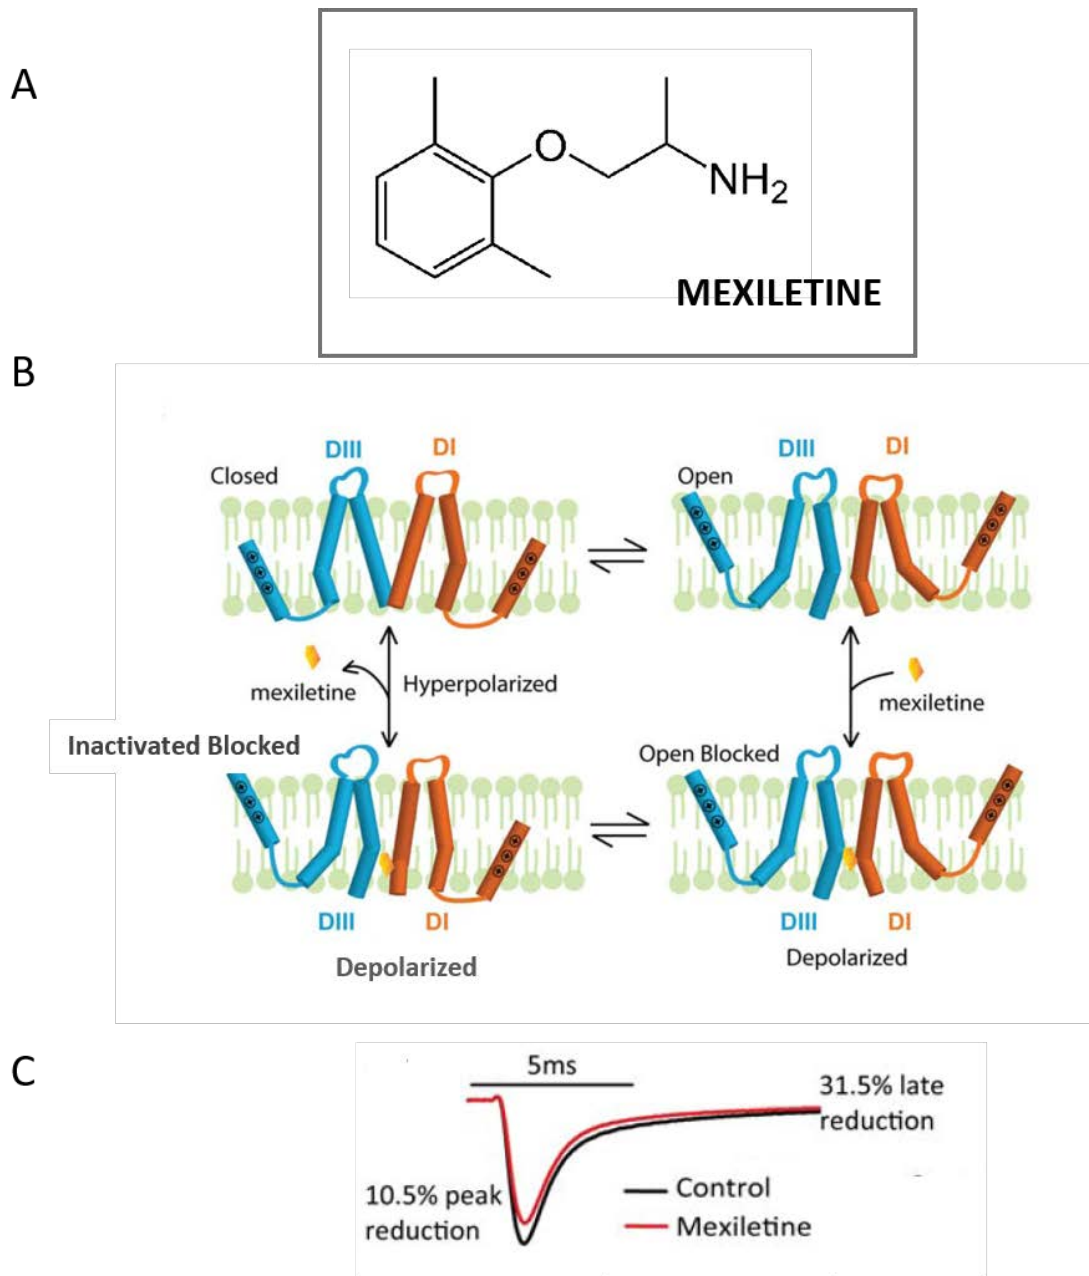 A
O
NH2
MEXILETINE
B
DIII DI
Closed
DIII DI
Open
mexiletine
Hyperpolarized
mexiletine
Inactivated Blocked
Open Blocked
DIII DI
Depolarized
DIII DI
Depolarized
C
5ms
31.5% late
reduction
10.5% peak
reduction
Control
Mexiletine